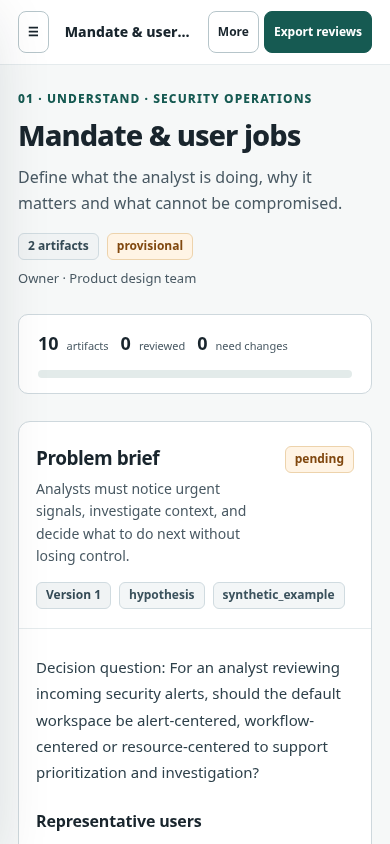 ☰ Mandate & user... More Export reviews
01 · UNDERSTAND · SECURITY OPERATIONS
Mandate & user jobs
Define what the analyst is doing, why it
matters and what cannot be compromised.
2 artifacts provisional
Owner · Product design team
10 artifacts 0 reviewed 0 need changes
Problem brief pending
Analysts must notice urgent
signals, investigate context, and
decide what to do next without
losing control.
Version 1 hypothesis synthetic_example
Decision question: For an analyst reviewing
incoming security alerts, should the default
workspace be alert-centered, workflow-
centered or resource-centered to support
prioritization and investigation?
Representative users